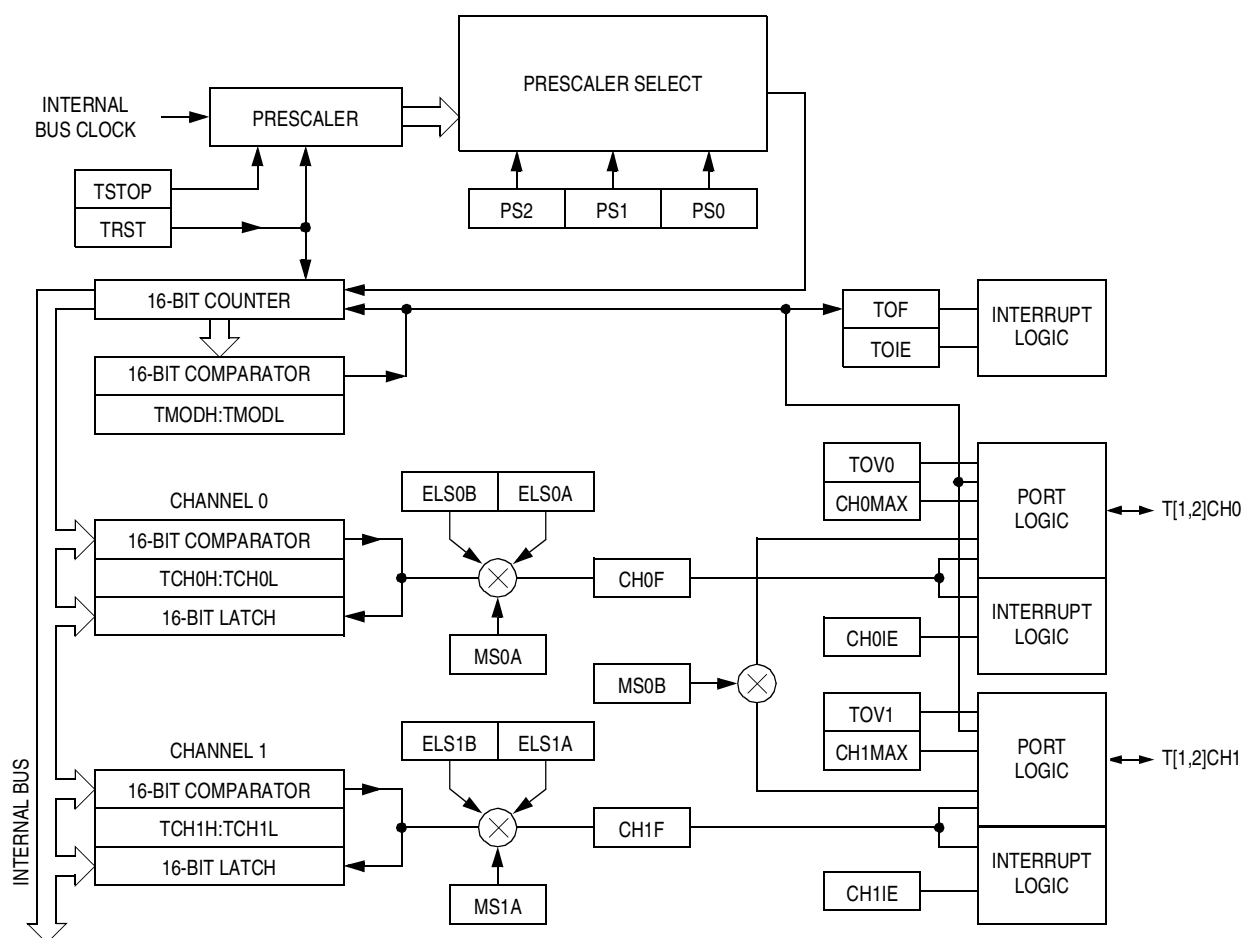 PRESCALER SELECT
INTERNAL
BUS CLOCK
PRESCALER
TSTOP
TRST
PS2
PS1
PS0
16-BIT COUNTER
16-BIT COMPARATOR
TMODH:TMODL
TOF
TOIE
INTERRUPT
LOGIC
CHANNEL 0
16-BIT COMPARATOR
TCH0H:TCH0L
16-BIT LATCH
ELS0B
ELS0A
MS0A
CH0F
TOV0
CH0MAX
PORT
LOGIC
T[1,2]CH0
INTERRUPT
LOGIC
CH0IE
MS0B
CHANNEL 1
16-BIT COMPARATOR
TCH1H:TCH1L
16-BIT LATCH
ELS1B
ELS1A
MS1A
CH1F
TOV1
CH1MAX
PORT
LOGIC
T[1,2]CH1
INTERRUPT
LOGIC
CH1IE
INTERNAL BUS